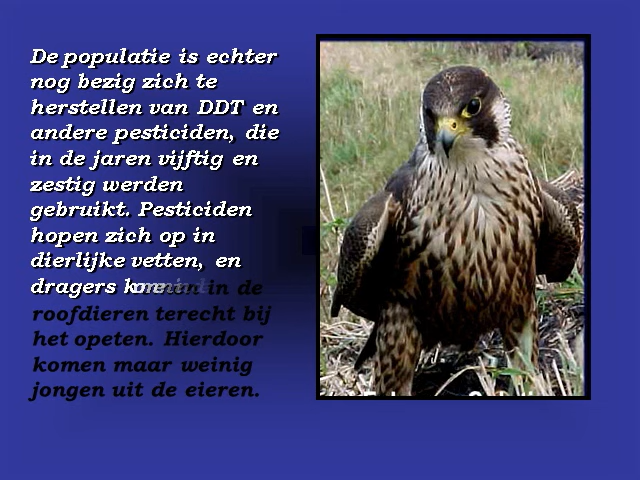 De populatie is echter
nog bezig zich te
herstellen van DDT en
andere pesticiden, die
in de jaren vijftig en
zestig werden
gebruikt. Pesticiden
hopen zich op in
dierlijke vetten, en
dragers in de
roofdieren terecht bij
het opeten. Hierdoor
komen maar weinig
jongen uit de eieren.